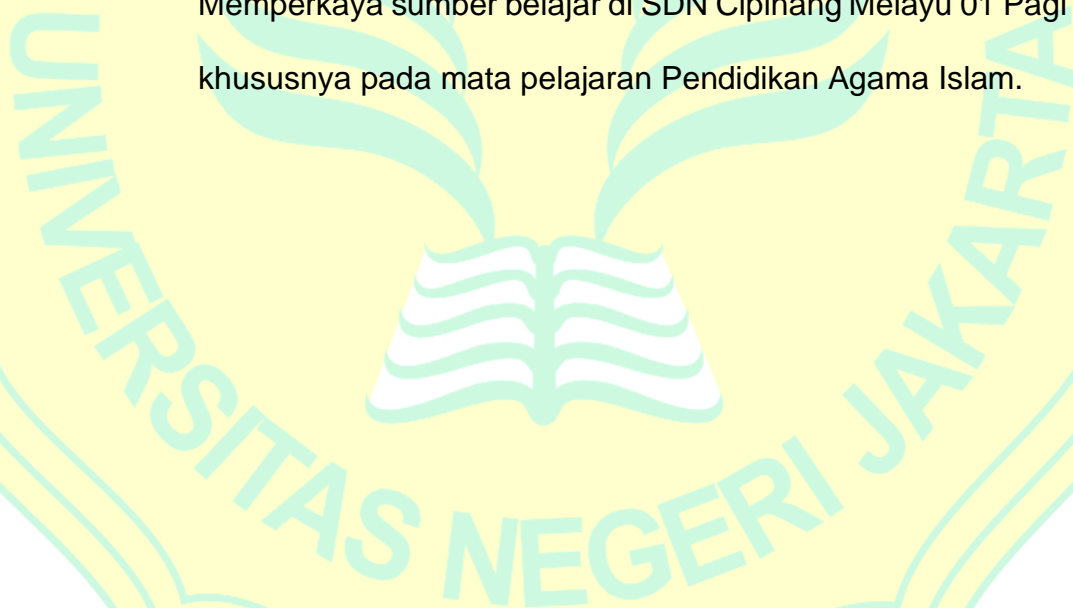 Memperkaya sumber belajar di SDN Cipinang Melayu 01 Pagi
khususnya pada mata pelajaran Pendidikan Agama Islam.
UNIVERSITAS NEGERI JAKARTA